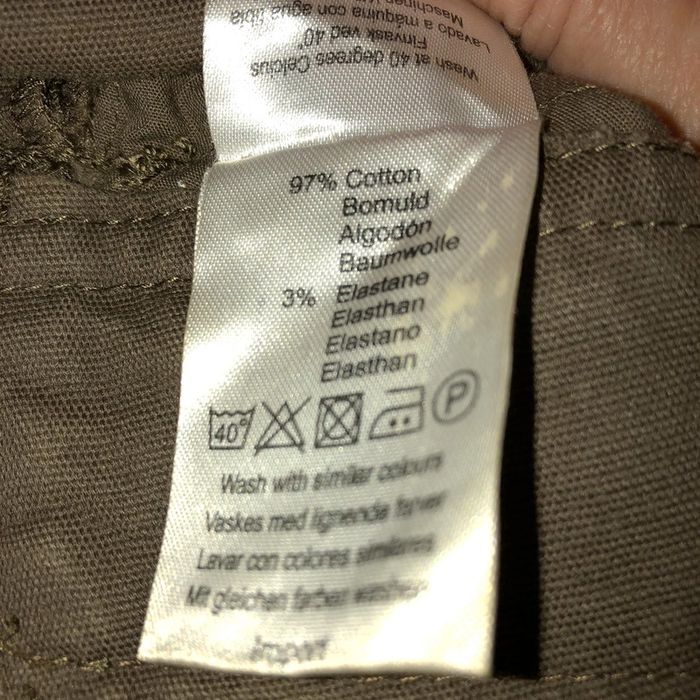 Wash at 40 degrees Celcius
Finvask ved 40°
Lavado a máquina con agua tibia
97% Cotton
Bomuld
Algodón
Baumwolle
3% Elastane
Elasthan
Elastano
Elasthan
40° P
Wash with similar colours
Vaskes med lignende farver
Lavar con colores similares
Mit gleichen farben waschen
Import